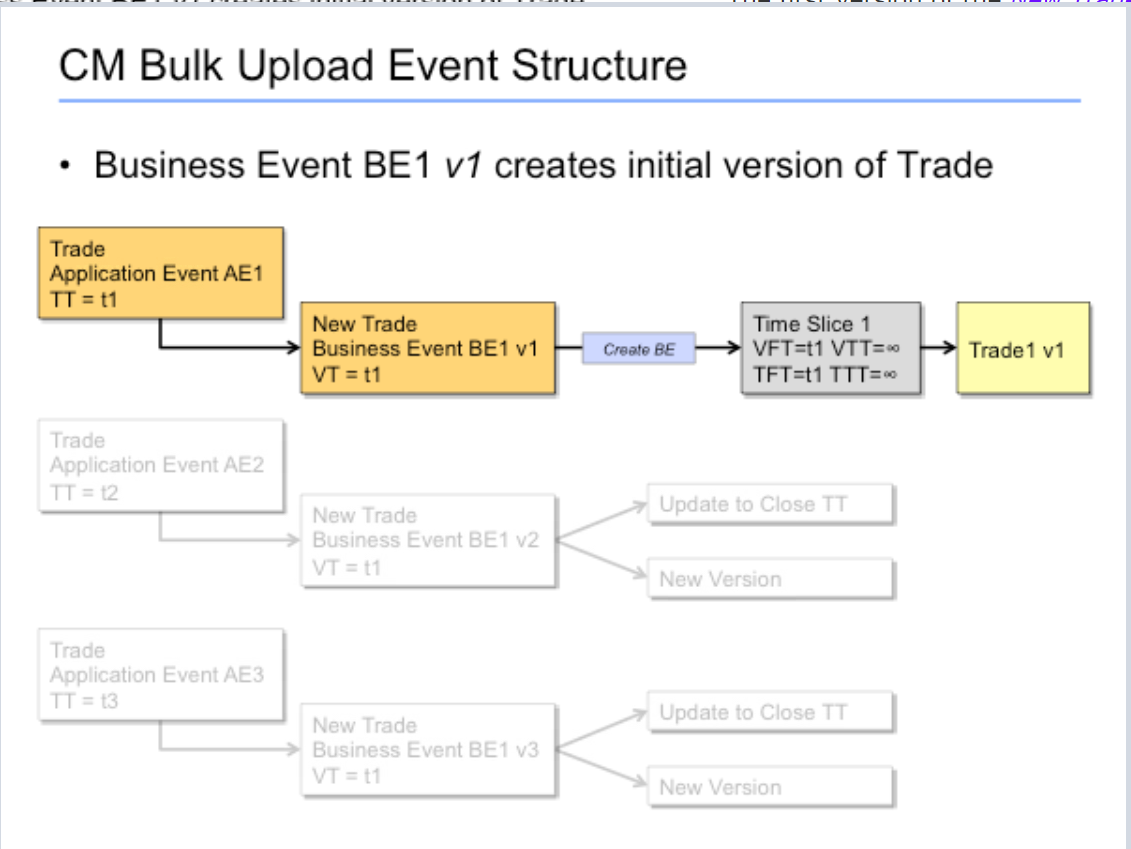 CM Bulk Upload Event Structure
• Business Event BE1 v1 creates initial version of Trade
Trade
Application Event AE1
TT = t1
New Trade
Business Event BE1 v1
VT = t1
Create BE
Time Slice 1
VFT=t1 VTT=∞
TFT=t1 TTT=∞
Trade1 v1
Trade
Application Event AE2
TT = t2
New Trade
Business Event BE1 v2
VT = t1
Update to Close TT
New Version
Trade
Application Event AE3
TT = t3
New Trade
Business Event BE1 v3
VT = t1
Update to Close TT
New Version